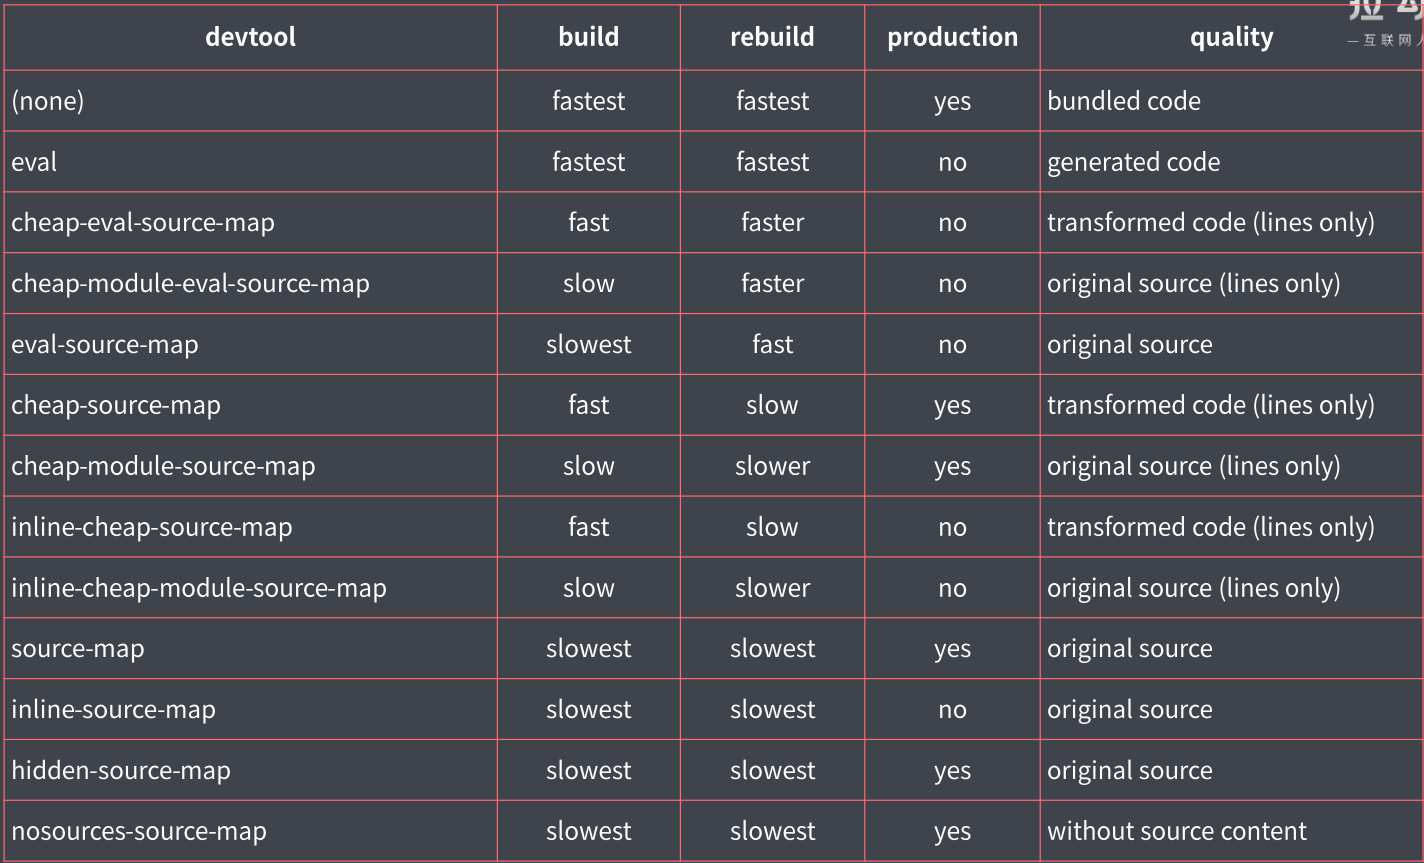 devtool build rebuild production quality
(none) fastest fastest yes bundled code
eval fastest fastest no generated code
cheap-eval-source-map fast faster no transformed code (lines only)
cheap-module-eval-source-map slow faster no original source (lines only)
eval-source-map slowest fast no original source
cheap-source-map fast slow yes transformed code (lines only)
cheap-module-source-map slow slower yes original source (lines only)
inline-cheap-source-map fast slow no transformed code (lines only)
inline-cheap-module-source-map slow slower no original source (lines only)
source-map slowest slowest yes original source
inline-source-map slowest slowest no original source
hidden-source-map slowest slowest yes original source
nosources-source-map slowest slowest yes without source content
—互联网人